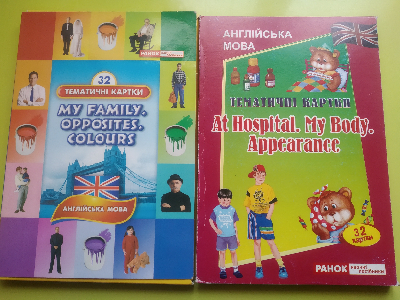 РАНОК
32
ТЕМАТИЧНІ КАРТКИ
MY FAMILY.
OPPOSITES.
COLOURS
АНГЛІЙСЬКА МОВА
АНГЛІЙСЬКА
МОВА
ТЕМАТИЧНІ КАРТКИ
At Hospital. My Body.
Appearance
32
картки
РАНОК